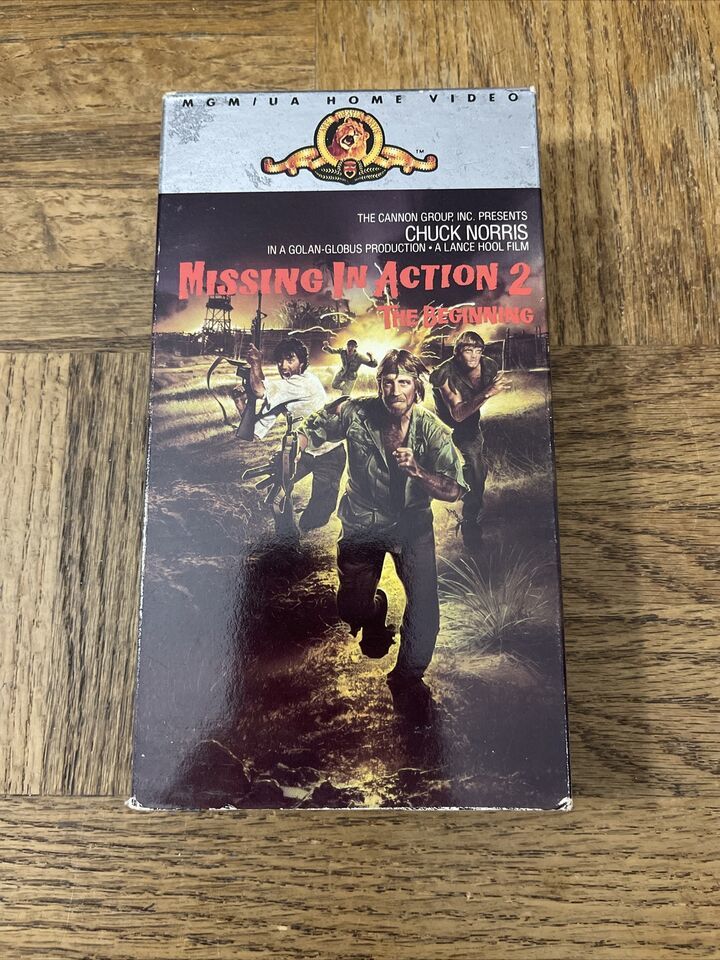 MGM/UA HOME VIDEO
TM
THE CANNON GROUP, INC. PRESENTS
CHUCK NORRIS
IN A GOLAN-GLOBUS PRODUCTION • A LANCE HOOL FILM
MISSING IN ACTION 2
THE BEGINNING